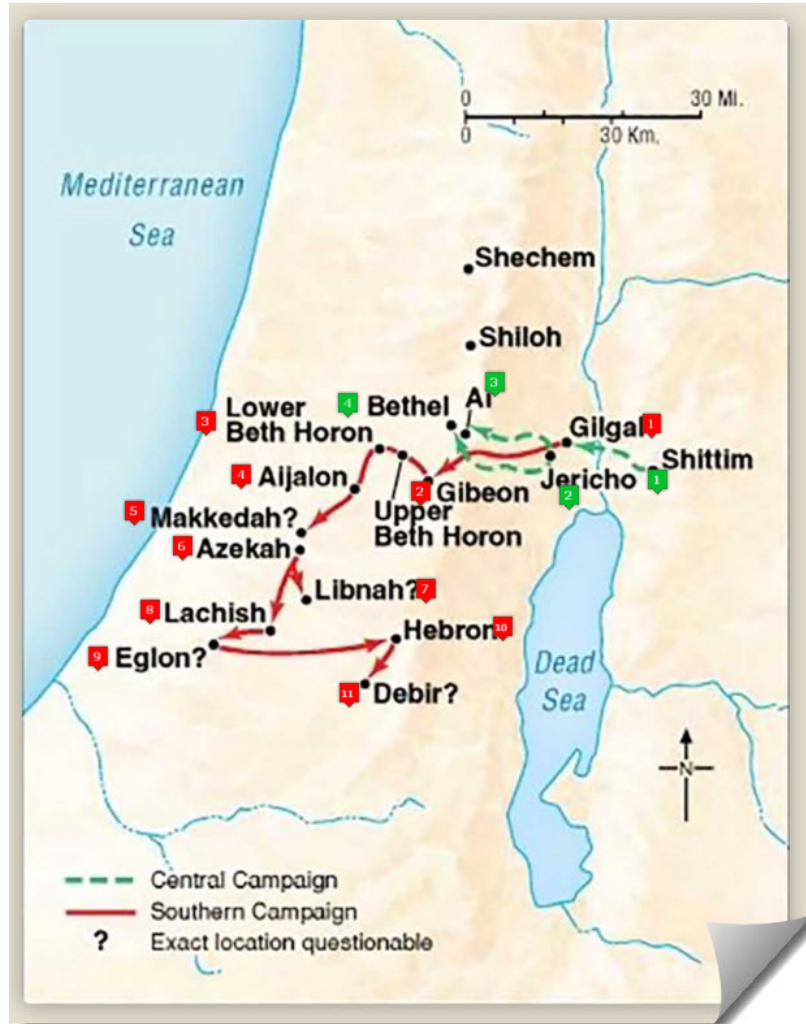 0 30 MI.
0 30 Km.
Mediterranean
Sea
Shechem
Shiloh
3
4 Bethel Ai
3 Lower
Beth Horon
Gilgal 1
4 Aijalon
Shittim
1
Jericho
2
2 Gibeon
Upper
Beth Horon
5 Makkedah?
6 Azekah
Libnah? 7
8 Lachish
Hebron 10
9 Eglon?
11 Debir?
Dead
Sea
N
Central Campaign
Southern Campaign
? Exact location questionable